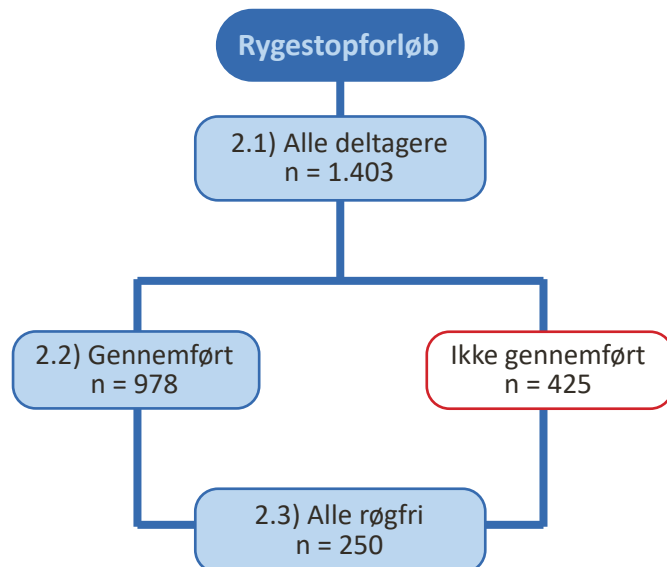 Rygestopforløb
2.1) Alle deltagere
n = 1.403
2.2) Gennemført
n = 978
Ikke gennemført
n = 425
2.3) Alle røgfri
n = 250